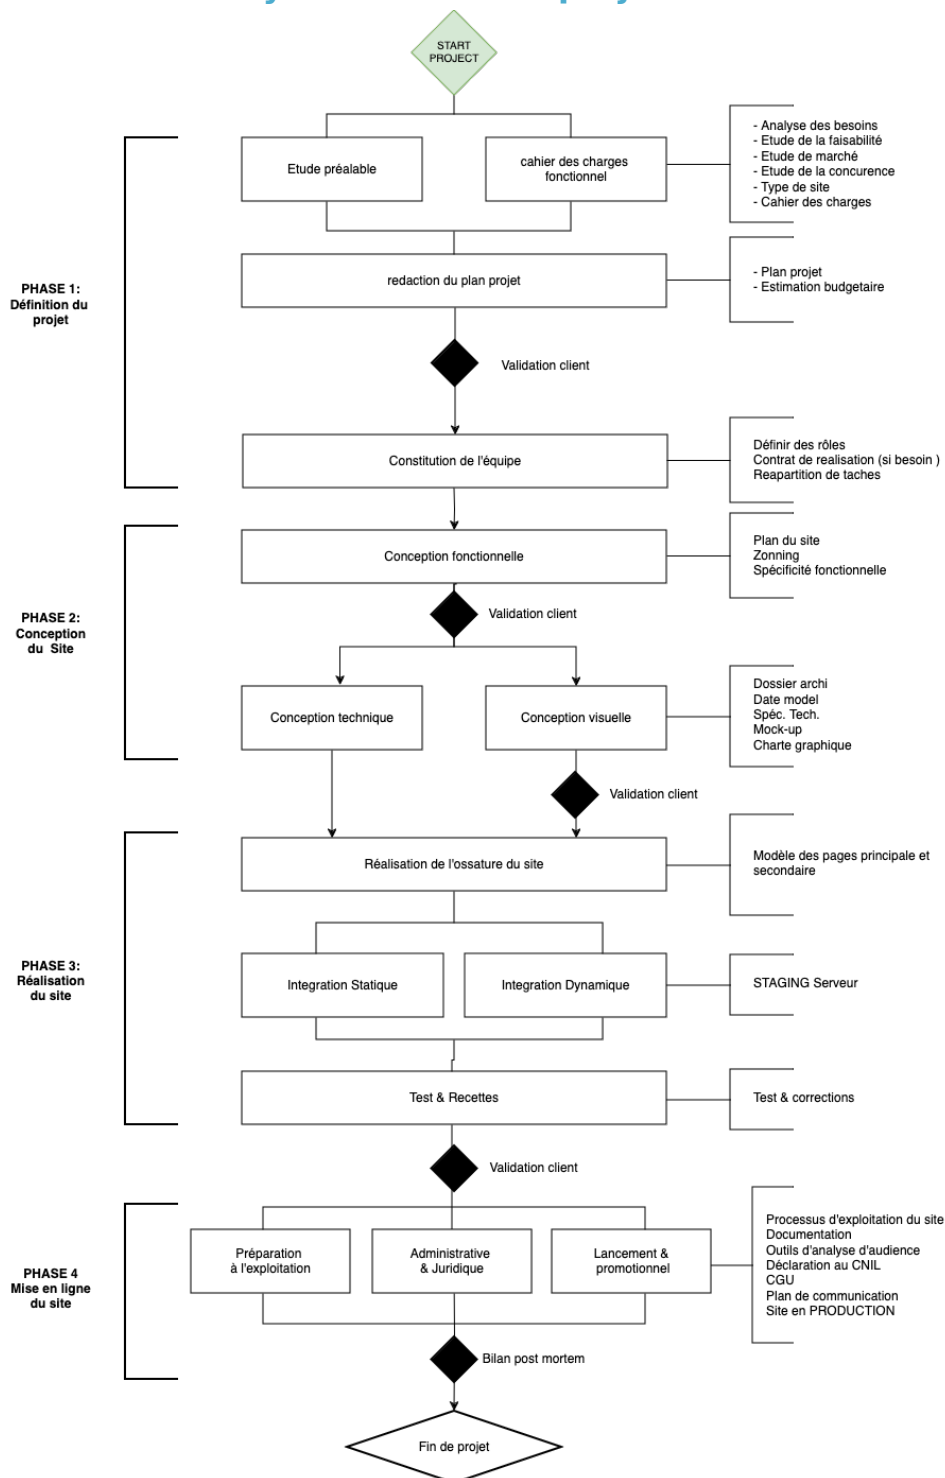 START
PROJECT
Etude préalable
cahier des charges
fonctionnel
- Analyse des besoins
- Etude de la faisabilité
- Etude de marché
- Etude de la concurence
- Type de site
- Cahier des charges
PHASE 1:
Définition du
projet
redaction du plan projet
- Plan projet
- Estimation budgetaire
Validation client
Constitution de l'équipe
Définir des rôles
Contrat de realisation (si besoin )
Reapartition de taches
PHASE 2:
Conception
du Site
Conception fonctionnelle
Plan du site
Zonning
Spécificité fonctionnelle
Validation client
Conception technique
Conception visuelle
Dossier archi
Date model
Spéc. Tech.
Mock-up
Charte graphique
Validation client
PHASE 3:
Réalisation
du site
Réalisation de l'ossature du site
Modèle des pages principale et
secondaire
Integration Statique
Integration Dynamique
STAGING Serveur
Test & Recettes
Test & corrections
Validation client
PHASE 4
Mise en ligne
du site
Préparation
à l'exploitation
Administrative
& Juridique
Lancement &
promotionnel
Processus d'exploitation du site
Documentation
Outils d'analyse d'audience
Déclaration au CNIL
CGU
Plan de communication
Site en PRODUCTION
Bilan post mortem
Fin de projet